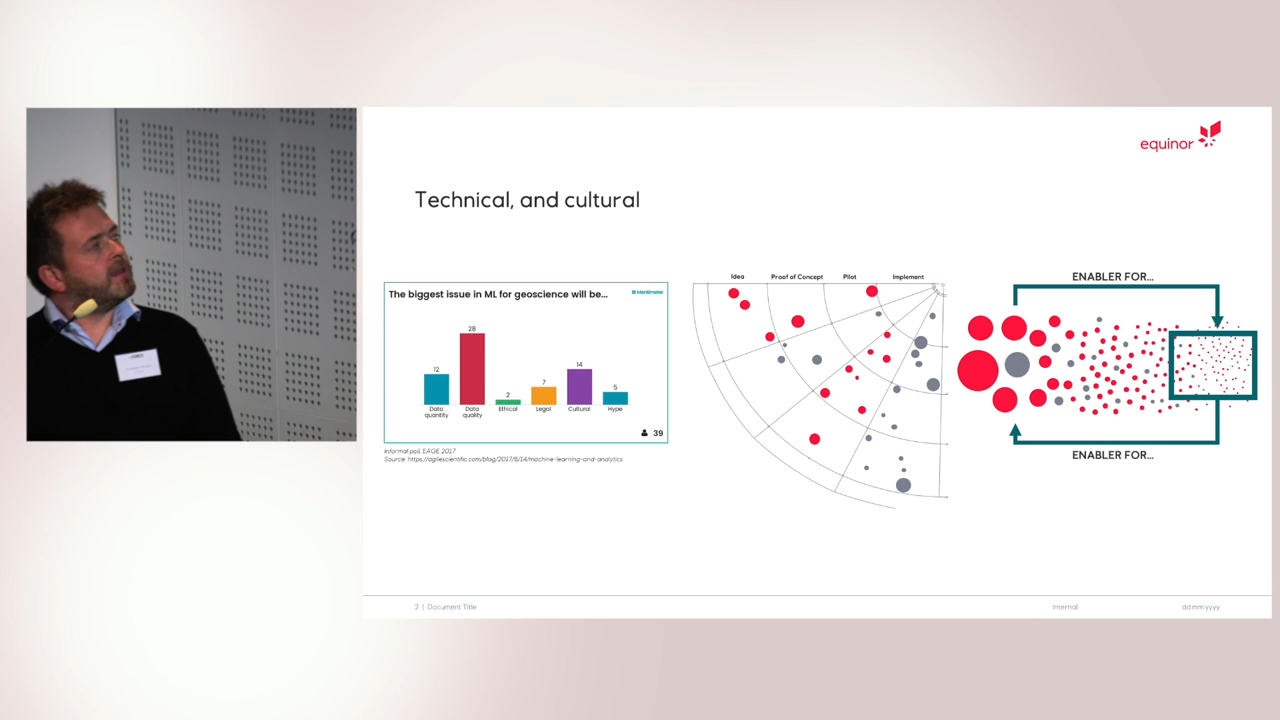 equinor
Technical, and cultural
The biggest issue in ML for geoscience will be...
Mentimeter
12
28
2
7
14
5
Data quantity
Data quality
Ethical
Legal
Cultural
Hype
39
Informal poll: EAGE 2017
Source: https://agilescientific.com/blog/2017/6/14/machine-learning-and-analytics
Idea
Proof of Concept
Pilot
Implement
ENABLER FOR...
ENABLER FOR...
2 | Document Title
Internal
dd.mm.yyyy